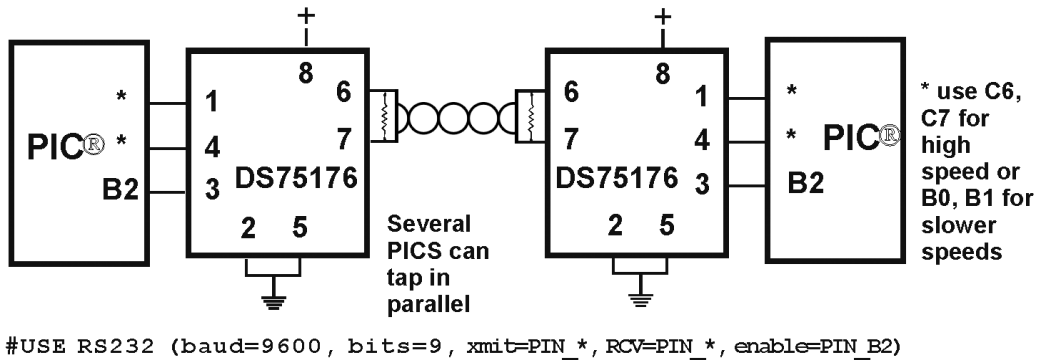 +
+
8
8
* 1 6 6 1 *
PIC® * 4 7 7 4 * PIC®
B2 3 DS75176 DS75176 3 B2
2 5
2 5
Several
PICS can
tap in
parallel
* use C6,
C7 for
high
speed or
B0, B1 for
slower
speeds
#USE RS232 (baud=9600, bits=9, xmit=PIN_*, RCV=PIN_*, enable=PIN_B2)